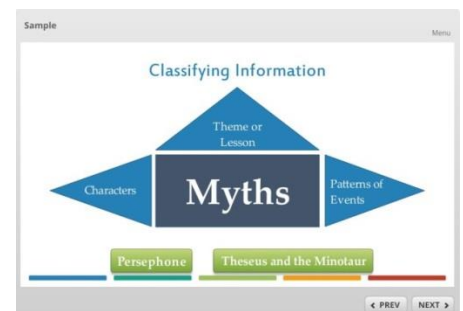 Sample
Menu
Classifying Information
Theme or
Lesson
Characters
Myths
Patterns of
Events
Persephone
Theseus and the Minotaur
< PREV
NEXT >